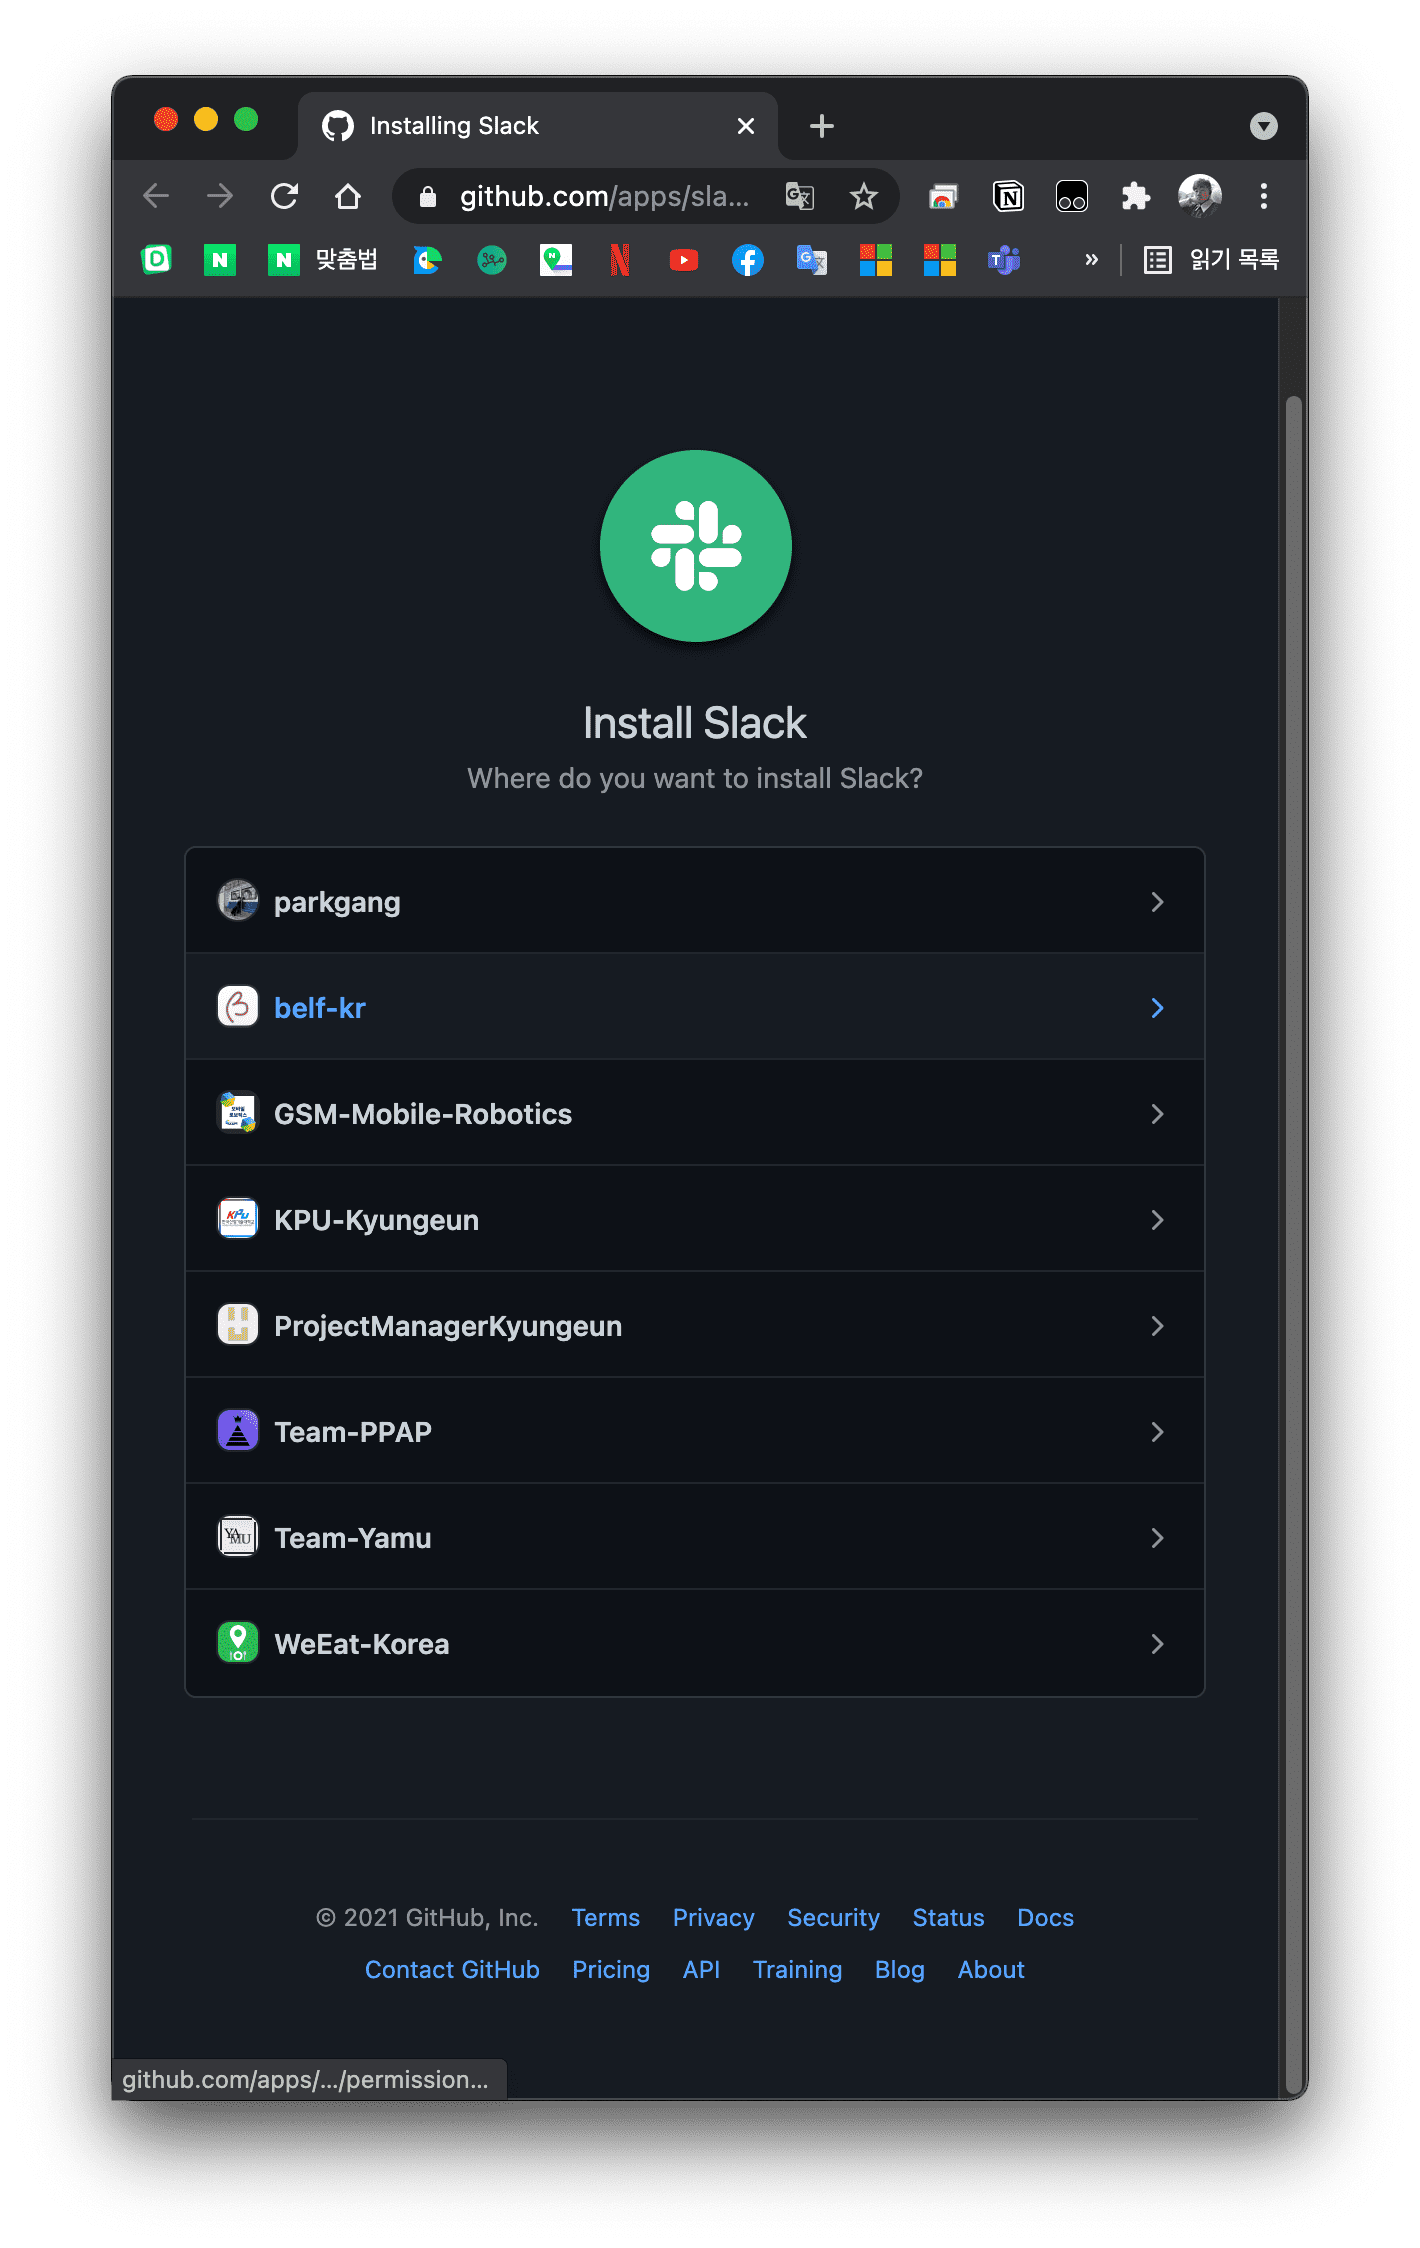 Installing Slack
github.com/apps/sla...
맞춤법
읽기 목록
Install Slack
Where do you want to install Slack?
parkgang
belf-kr
GSM-Mobile-Robotics
KPU-Kyungeun
ProjectManagerKyungeun
Team-PPAP
Team-Yamu
WeEat-Korea
© 2021 GitHub, Inc. Terms Privacy Security Status Docs
Contact GitHub Pricing API Training Blog About
github.com/apps/.../permission...